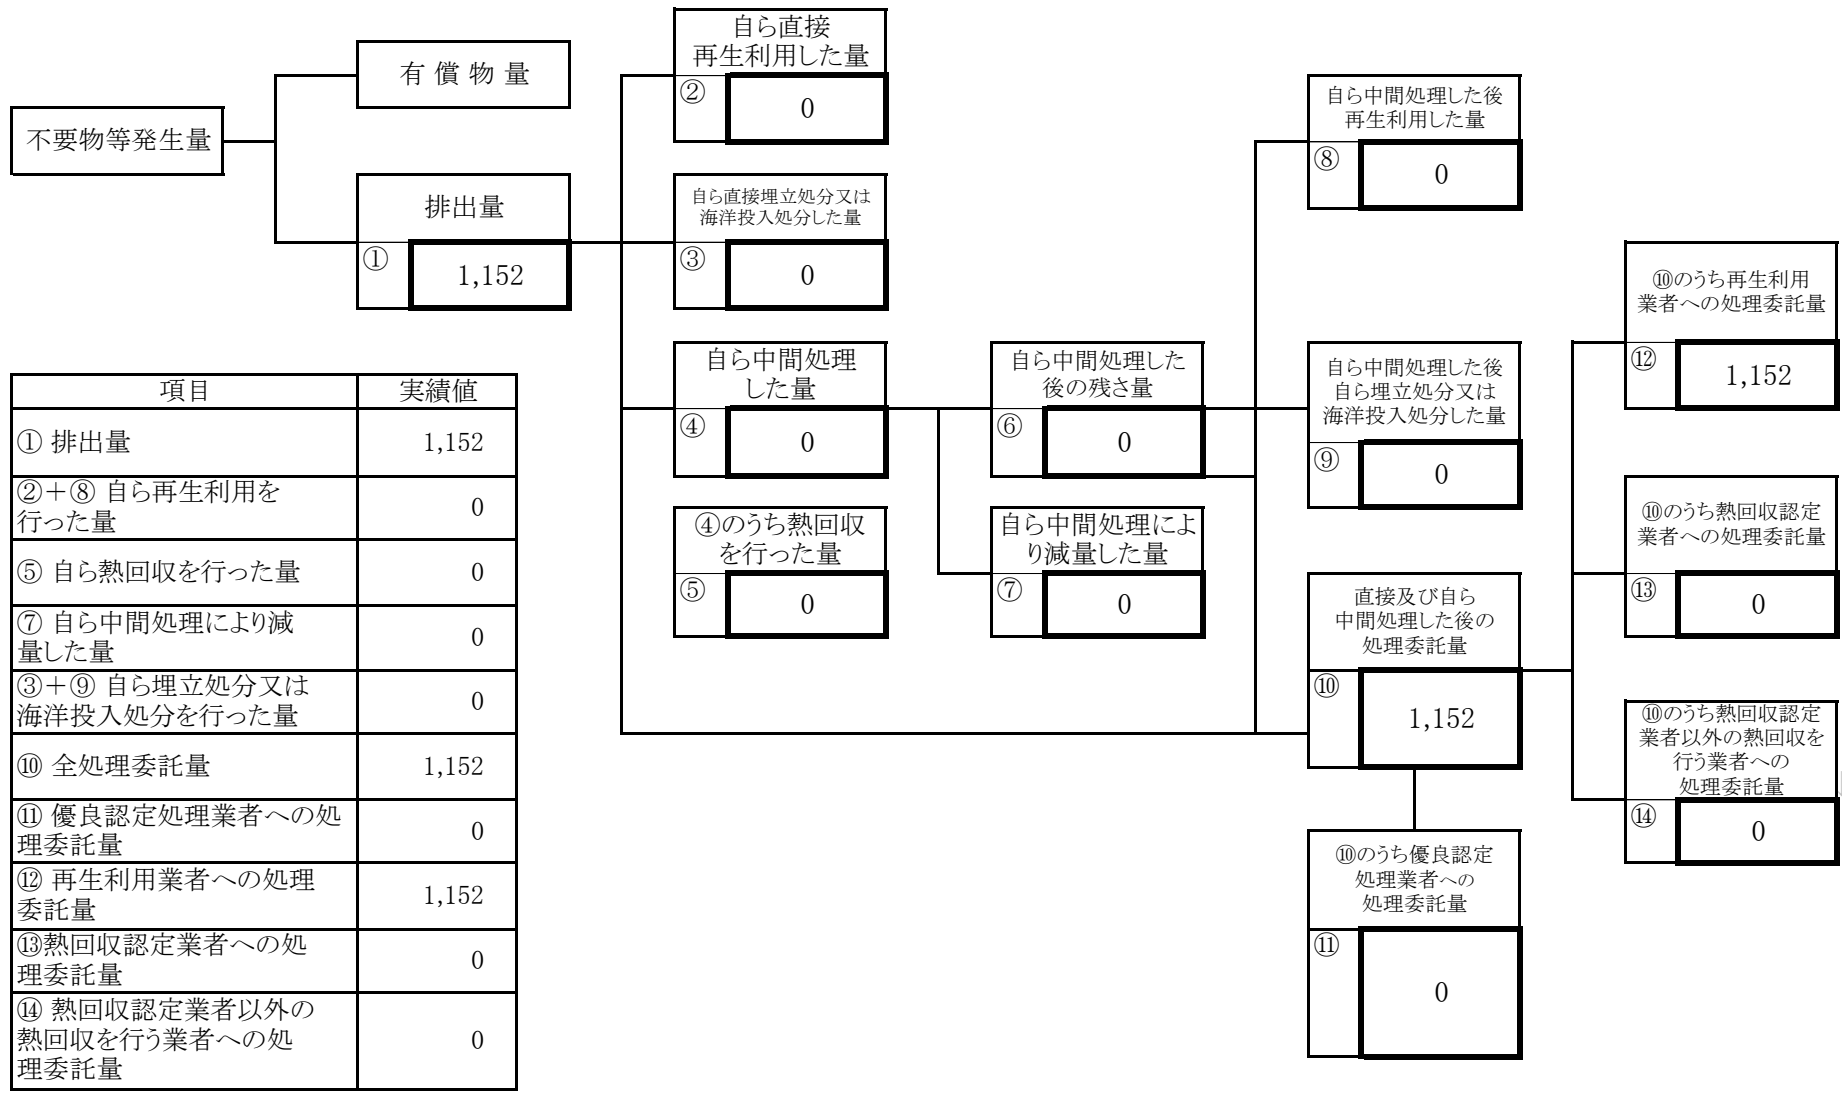 不要物等発生量
有 償 物 量
排出量
①
1,152
自ら直接
再生利用した量
②
0
自ら直接埋立処分又は
海洋投入処分した量
③
0
自ら中間処理
した量
④
0
④のうち熱回収
を行った量
⑤
0
自ら中間処理した
後の残さ量
⑥
0
自ら中間処理によ
り減量した量
⑦
0
自ら中間処理した後
再生利用した量
⑧
0
自ら中間処理した後
自ら埋立処分又は
海洋投入処分した量
⑨
0
直接及び自ら
中間処理した後の
処理委託量
⑩
1,152
⑩のうち優良認定
処理業者への
処理委託量
⑪
0
⑩のうち再生利用
業者への処理委託量
⑫
1,152
⑩のうち熱回収認定
業者への処理委託量
⑬
0
⑩のうち熱回収認定
業者以外の熱回収を
行う業者への
処理委託量
⑭
0
項目 実績値
① 排出量 1,152
②＋⑧ 自ら再生利用を
行った量 0
⑤ 自ら熱回収を行った量 0
⑦ 自ら中間処理により減
量した量 0
③＋⑨ 自ら埋立処分又は
海洋投入処分を行った量 0
⑩ 全処理委託量 1,152
⑪ 優良認定処理業者への処
理委託量 0
⑫ 再生利用業者への処理
委託量 1,152
⑬熱回収認定業者への処
理委託量 0
⑭ 熱回収認定業者以外の
熱回収を行う業者への処
理委託量 0